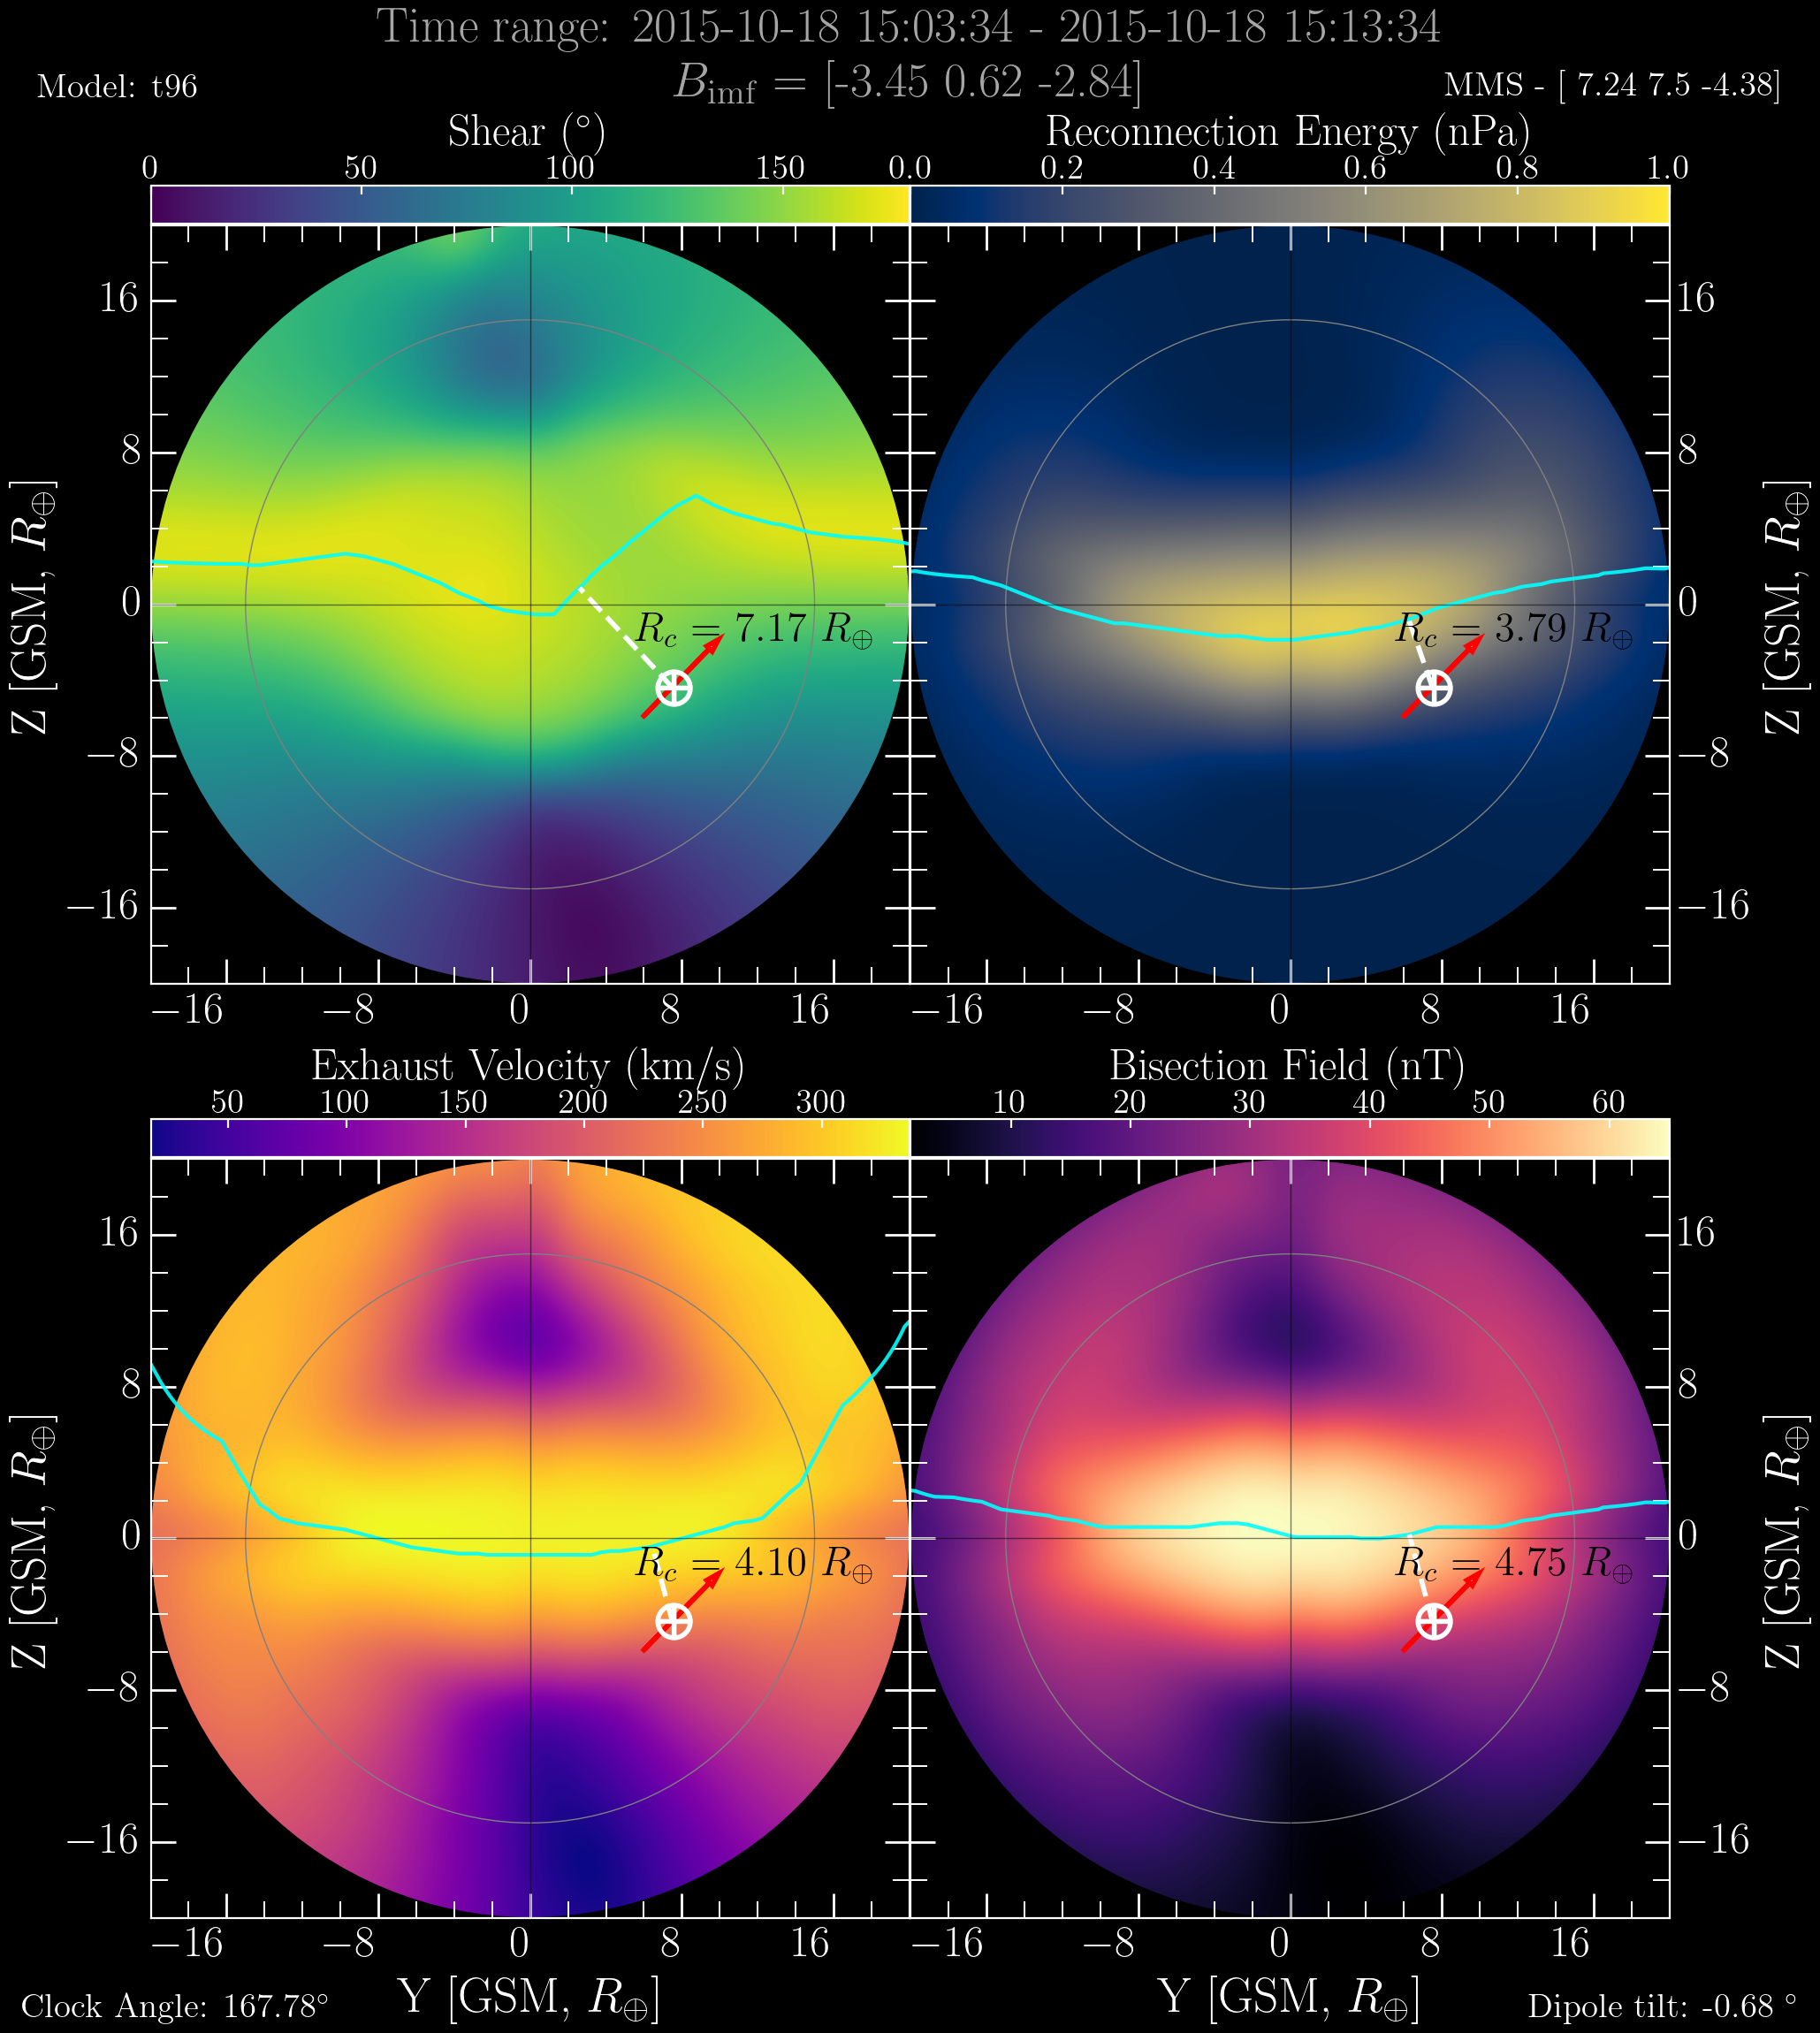 Time range: 2015-10-18 15:03:34 - 2015-10-18 15:13:34
Model: t96
B_imf = [-3.45 0.62 -2.84]
MMS - [ 7.24 7.5 -4.38]
Shear (°)
Reconnection Energy (nPa)
0 50 100 150
0.0 0.2 0.4 0.6 0.8 1.0
16
8
0
−8
−16
Z [GSM, R⊕]
R_c = 7.17 R⊕
−16 −8 0 8 16
R_c = 3.79 R⊕
16
8
0
−8
−16
Z [GSM, R⊕]
−16 −8 0 8 16
Exhaust Velocity (km/s)
Bisection Field (nT)
50 100 150 200 250 300
10 20 30 40 50 60
16
8
0
−8
−16
Z [GSM, R⊕]
R_c = 4.10 R⊕
−16 −8 0 8 16
Y [GSM, R⊕]
R_c = 4.75 R⊕
16
8
0
−8
−16
Z [GSM, R⊕]
−16 −8 0 8 16
Y [GSM, R⊕]
Clock Angle: 167.78°
Dipole tilt: -0.68 °